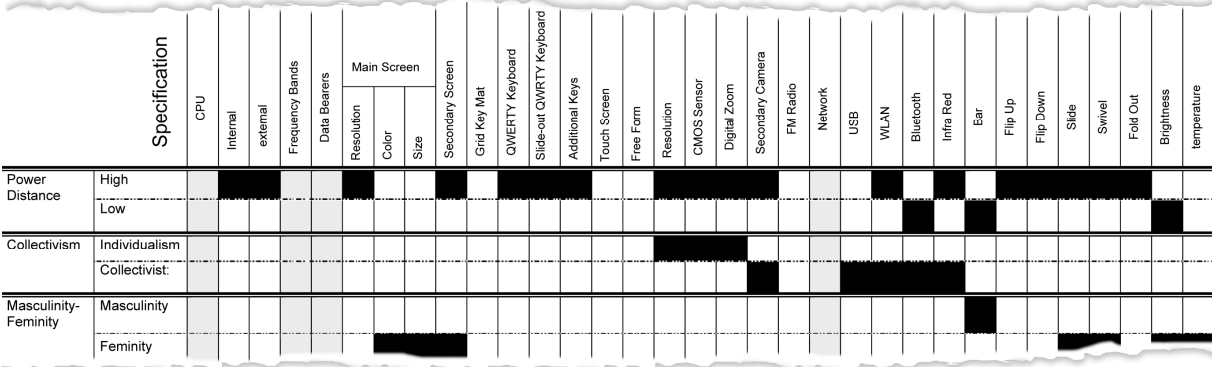 Specification
CPU
Internal
external
Frequency Bands
Data Bearers
Main Screen
Resolution
Color
Size
Secondary Screen
Grid Key Mat
QWERTY Keyboard
Slide-out QWRTY Keyboard
Additional Keys
Touch Screen
Free Form
Resolution
CMOS Sensor
Digital Zoom
Secondary Camera
FM Radio
Network
USB
WLAN
Bluetooth
Infra Red
Ear
Flip Up
Flip Down
Slide
Swivel
Fold Out
Brightness
temperature
Power
Distance
High
Low
Collectivism
Individualism
Collectivist:
Masculinity-
Feminity
Masculinity
Feminity